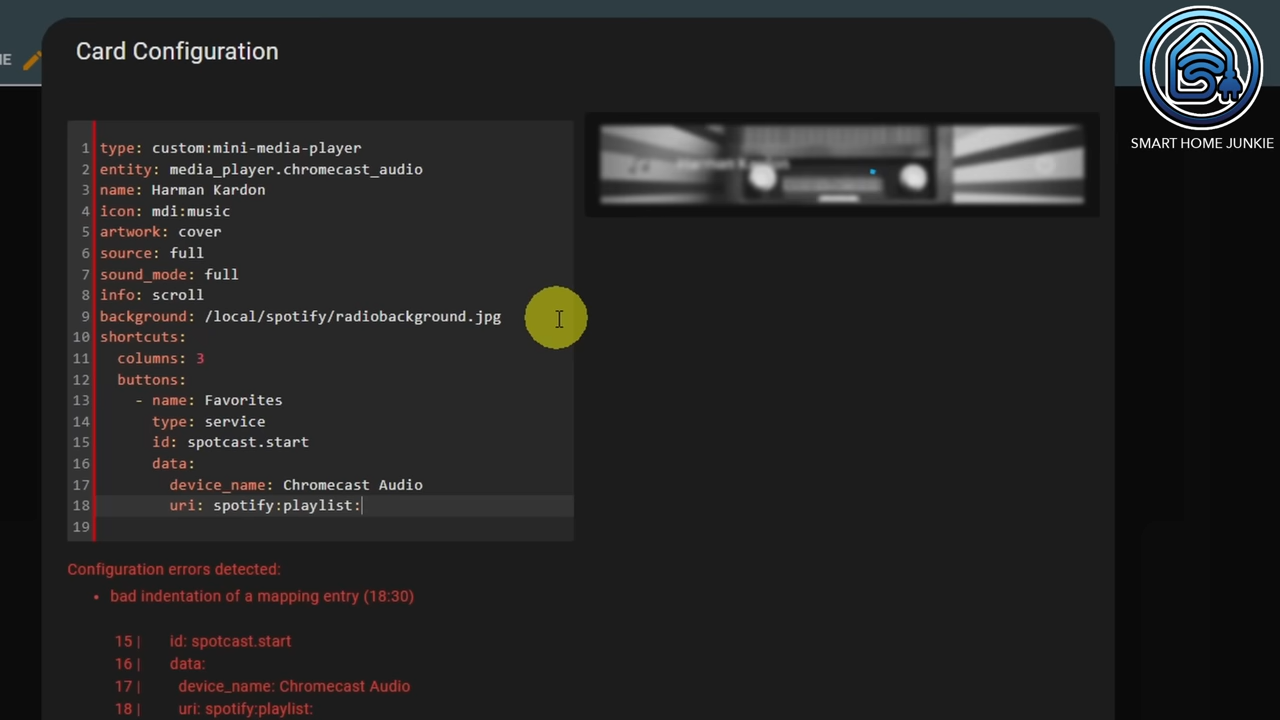 Card Configuration
SMART HOME JUNKIE
1 type: custom:mini-media-player
2 entity: media_player.chromecast_audio
3 name: Harman Kardon
4 icon: mdi:music
5 artwork: cover
6 source: full
7 sound_mode: full
8 info: scroll
9 background: /local/spotify/radiobackground.jpg
10 shortcuts:
11   columns: 3
12   buttons:
13     - name: Favorites
14       type: service
15       id: spotcast.start
16       data:
17         device_name: Chromecast Audio
18         uri: spotify:playlist:
19
Harman Kardon
Configuration errors detected:
• bad indentation of a mapping entry (18:30)
15 | id: spotcast.start
16 | data:
17 | device_name: Chromecast Audio
18 | uri: spotify:playlist: